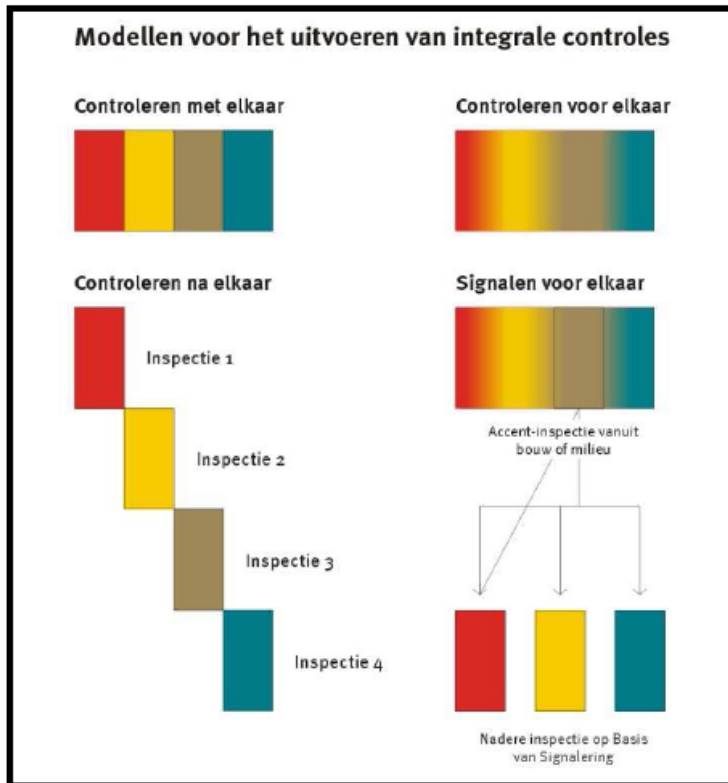 Modellen voor het uitvoeren van integrale controles
Controleren met elkaar
Controleren voor elkaar
Controleren na elkaar
Inspectie 1
Inspectie 2
Inspectie 3
Inspectie 4
Signalen voor elkaar
Accent-inspectie vanuit
bouw of milieu
Nadere inspectie op Basis
van Signalering